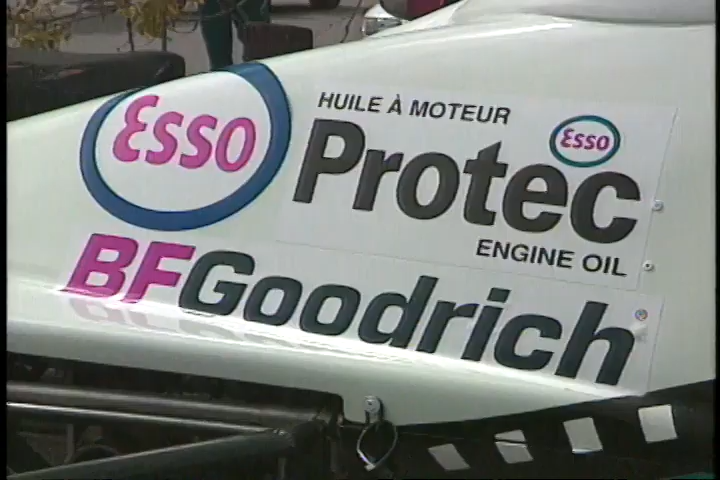 Esso
HUILE À MOTEUR
Esso
Protec
ENGINE OIL
BFGoodrich®